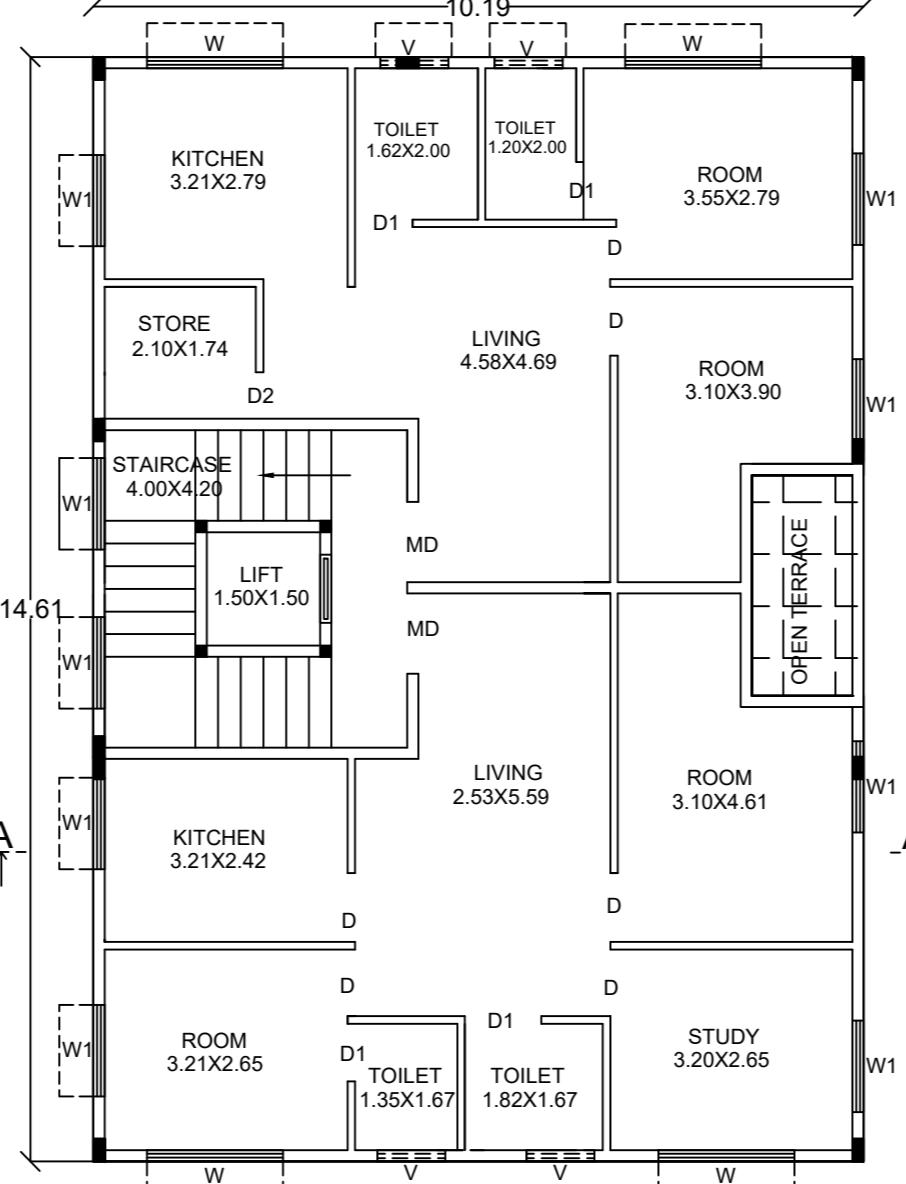 10.19
W
V
V
W
TOILET
1.62X2.00
TOILET
1.20X2.00
KITCHEN
3.21X2.79
ROOM
3.55X2.79
W1
W1
D1
D1
D
STORE
2.10X1.74
D
LIVING
4.58X4.69
ROOM
3.10X3.90
D2
W1
STAIRCASE
4.00X4.20
W1
MD
LIFT
1.50X1.50
OPEN TERRACE
14.61
MD
W1
LIVING
2.53X5.59
ROOM
3.10X4.61
W1
W1
KITCHEN
3.21X2.42
A
D
D
D
D
D1
ROOM
3.21X2.65
D1
STUDY
3.20X2.65
W1
W1
TOILET
1.35X1.67
TOILET
1.82X1.67
W
V
V
W